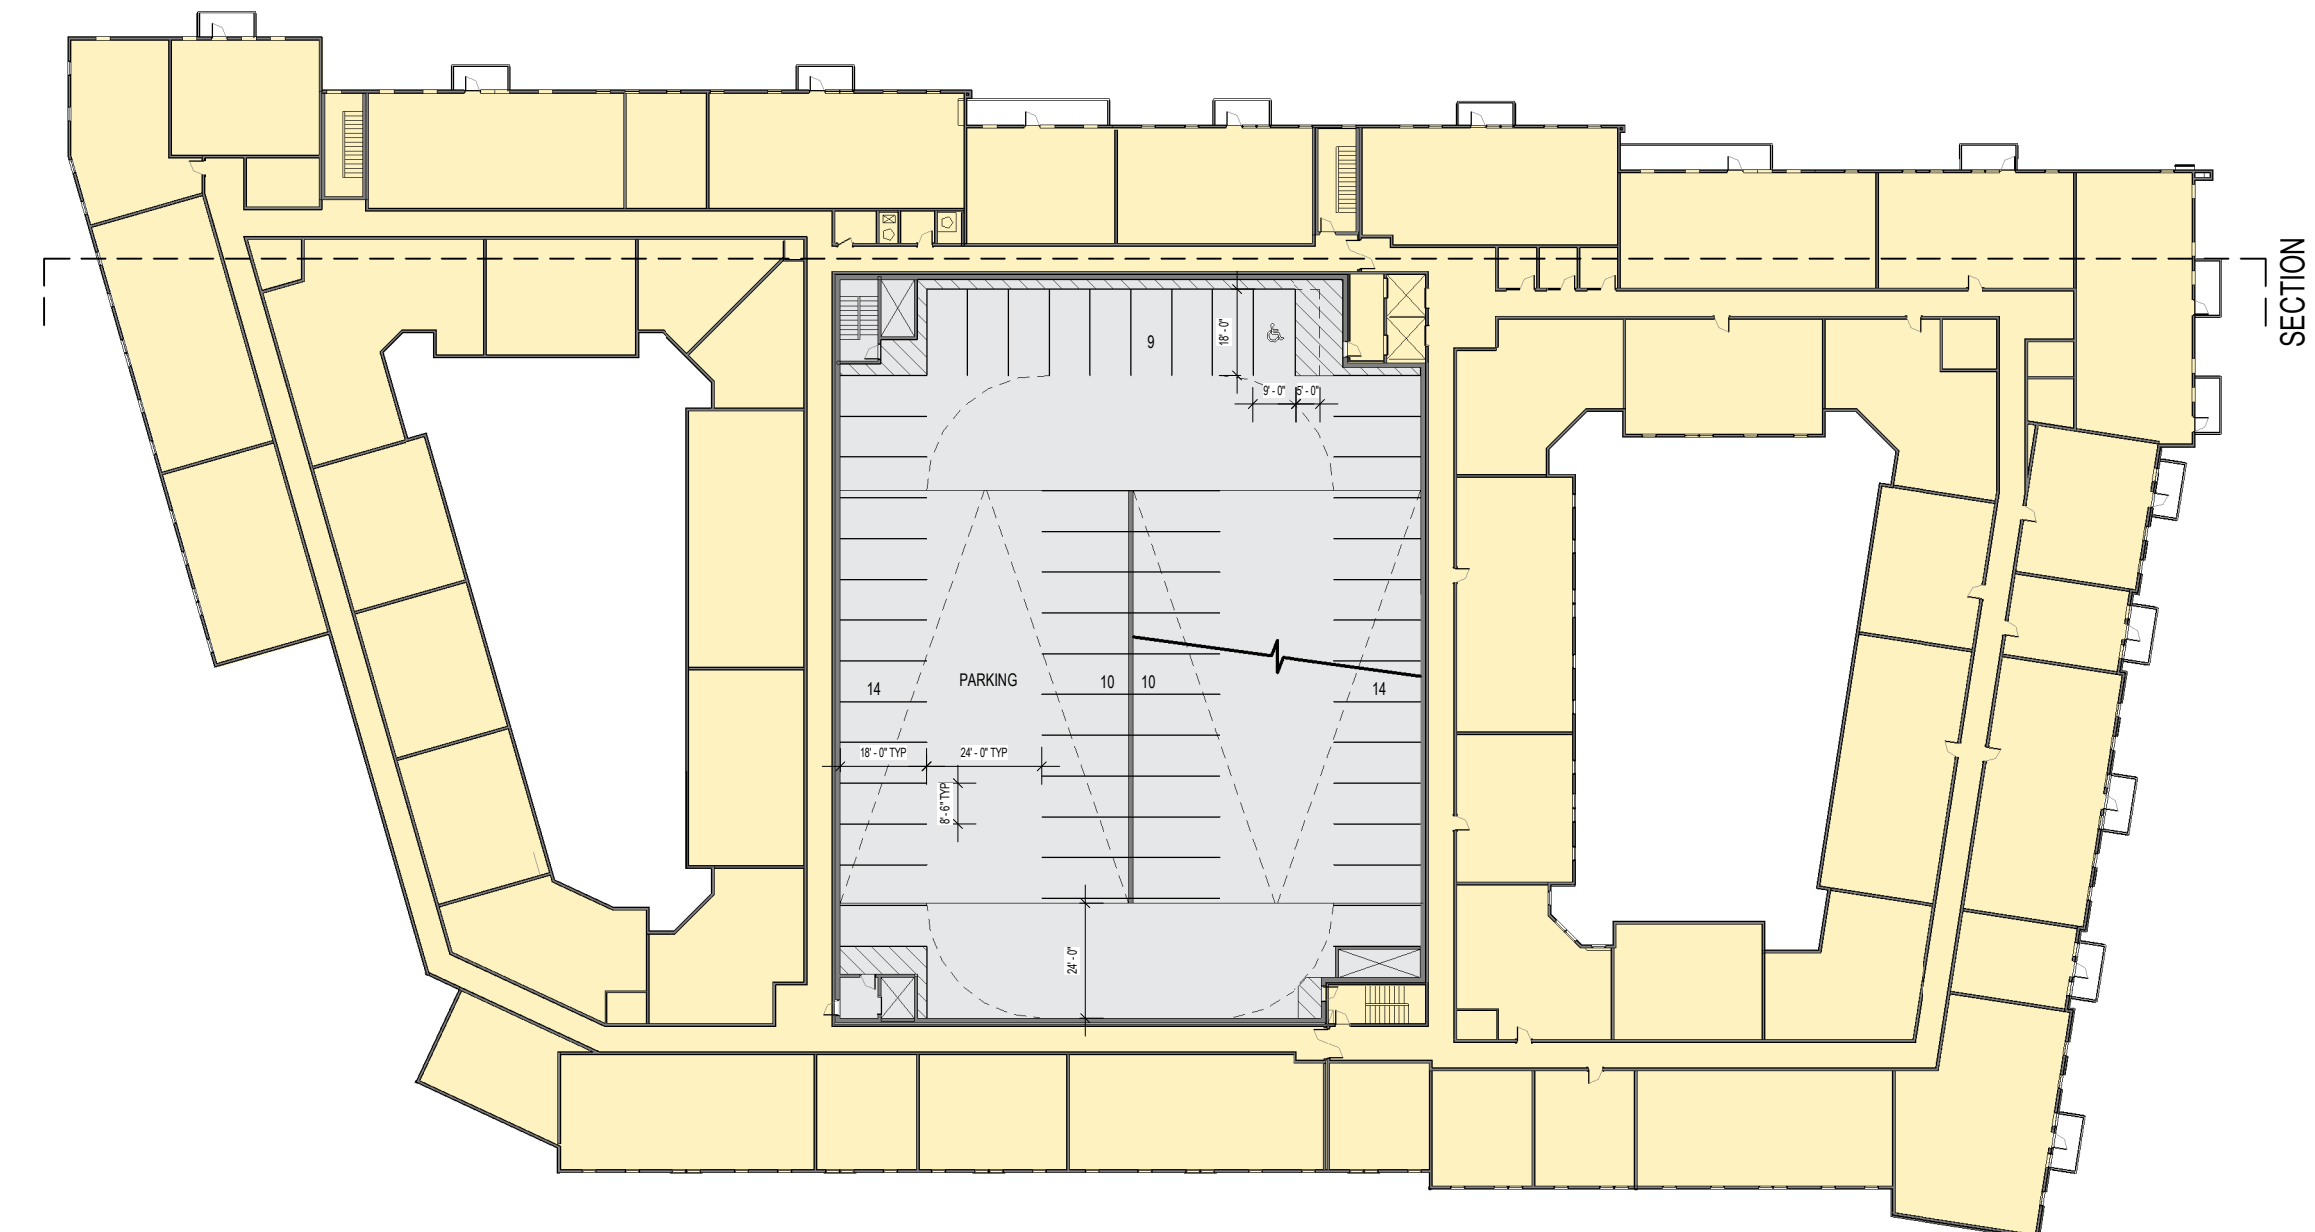 SECTION
9
18' - 0"
9' - 0"
5' - 0"
PARKING
14
10
10
14
18' - 0" TYP
24' - 0" TYP
8' - 6" TYP
24' - 0"